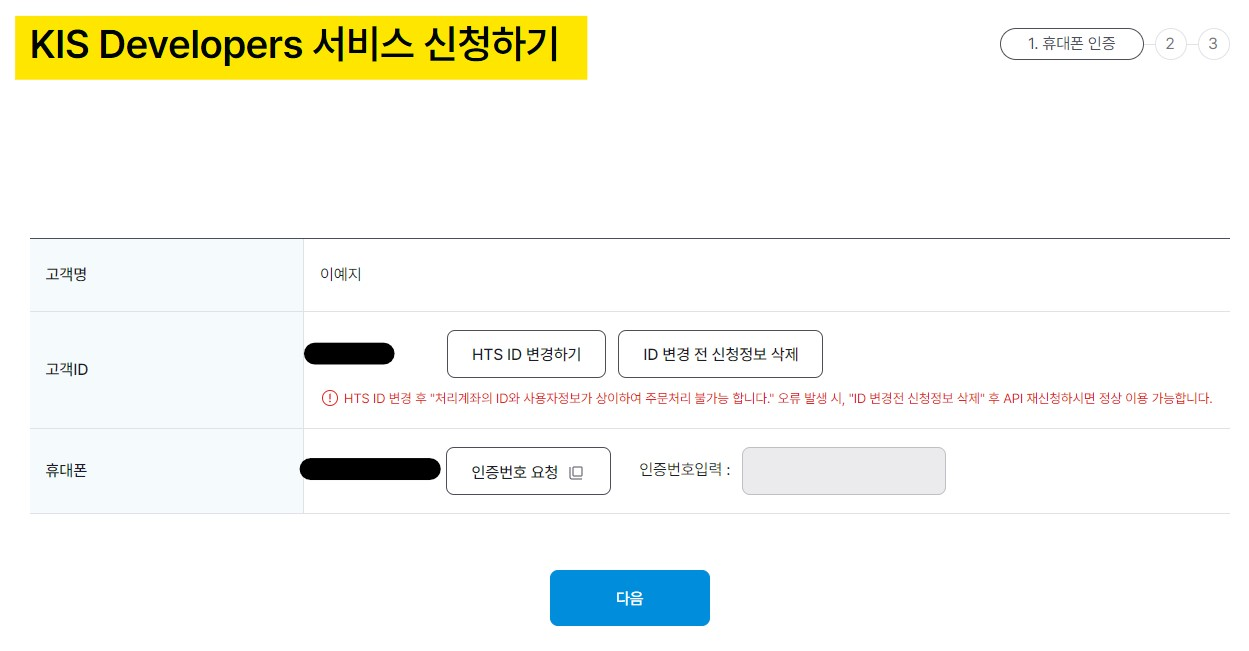 KIS Developers 서비스 신청하기
1. 휴대폰 인증 2 3
고객명 이예지
고객ID HTS ID 변경하기 ID 변경 전 신청정보 삭제
HTS ID 변경 후 "처리계좌의 ID와 사용자정보가 상이하여 주문처리 불가능 합니다." 오류 발생 시, "ID 변경전 신청정보 삭제" 후 API 재신청하시면 정상 이용 가능합니다.
휴대폰 인증번호 요청 인증번호입력 :
다음